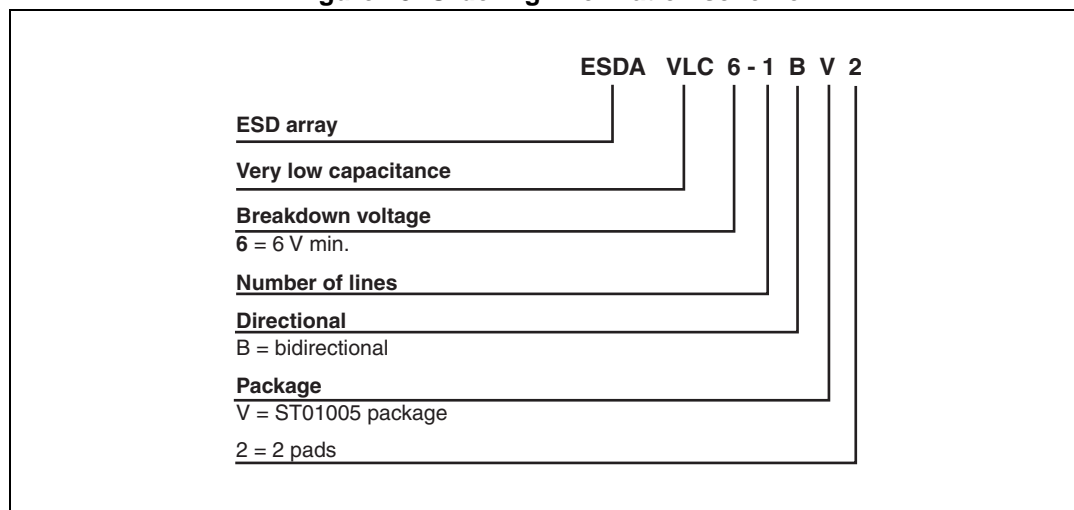 ESDA VLC 6 - 1 B V 2
ESD array
Very low capacitance
Breakdown voltage
6 = 6 V min.
Number of lines
Directional
B = bidirectional
Package
V = ST01005 package
2 = 2 pads